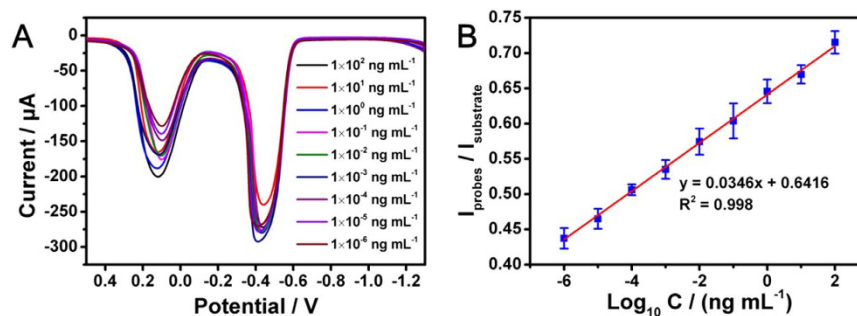 A
Current / μA
0
-50
-100
-150
-200
-250
-300
1×10² ng mL⁻¹
1×10¹ ng mL⁻¹
1×10⁰ ng mL⁻¹
1×10⁻¹ ng mL⁻¹
1×10⁻² ng mL⁻¹
1×10⁻³ ng mL⁻¹
1×10⁻⁴ ng mL⁻¹
1×10⁻⁵ ng mL⁻¹
1×10⁻⁶ ng mL⁻¹
0.4 0.2 0.0 -0.2 -0.4 -0.6 -0.8 -1.0 -1.2
Potential / V
B
I probes / I substrate
0.75
0.70
0.65
0.60
0.55
0.50
0.45
0.40
y = 0.0346x + 0.6416
R² = 0.998
-6 -4 -2 0 2
Log₁₀ C / (ng mL⁻¹)